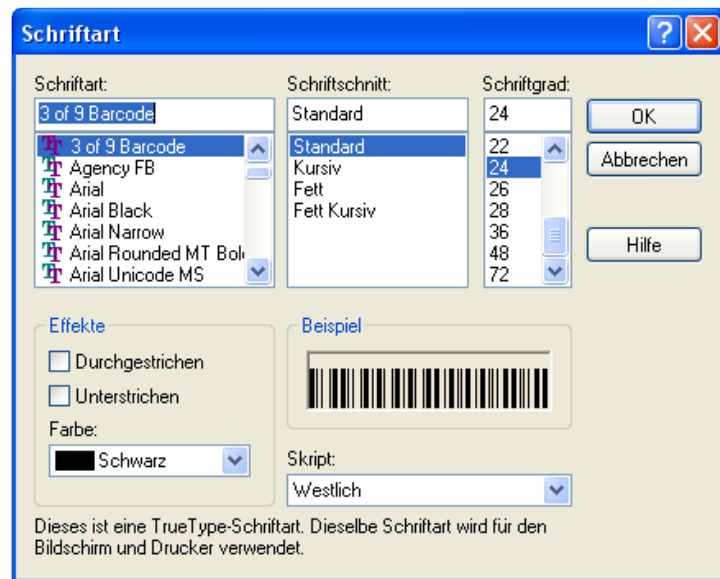 Schriftart
Schriftart:
Schriftschnitt:
Schriftgrad:
3 of 9 Barcode
Standard
24
OK
3 of 9 Barcode
Agency FB
Arial
Arial Black
Arial Narrow
Arial Rounded MT Bol
Arial Unicode MS
Standard
Kursiv
Fett
Fett Kursiv
22
24
26
28
36
48
72
Abbrechen
Hilfe
Effekte
Durchgestrichen
Unterstrichen
Farbe:
Schwarz
Beispiel
Skript:
Westlich
Dieses ist eine TrueType-Schriftart. Dieselbe Schriftart wird für den
Bildschirm und Drucker verwendet.